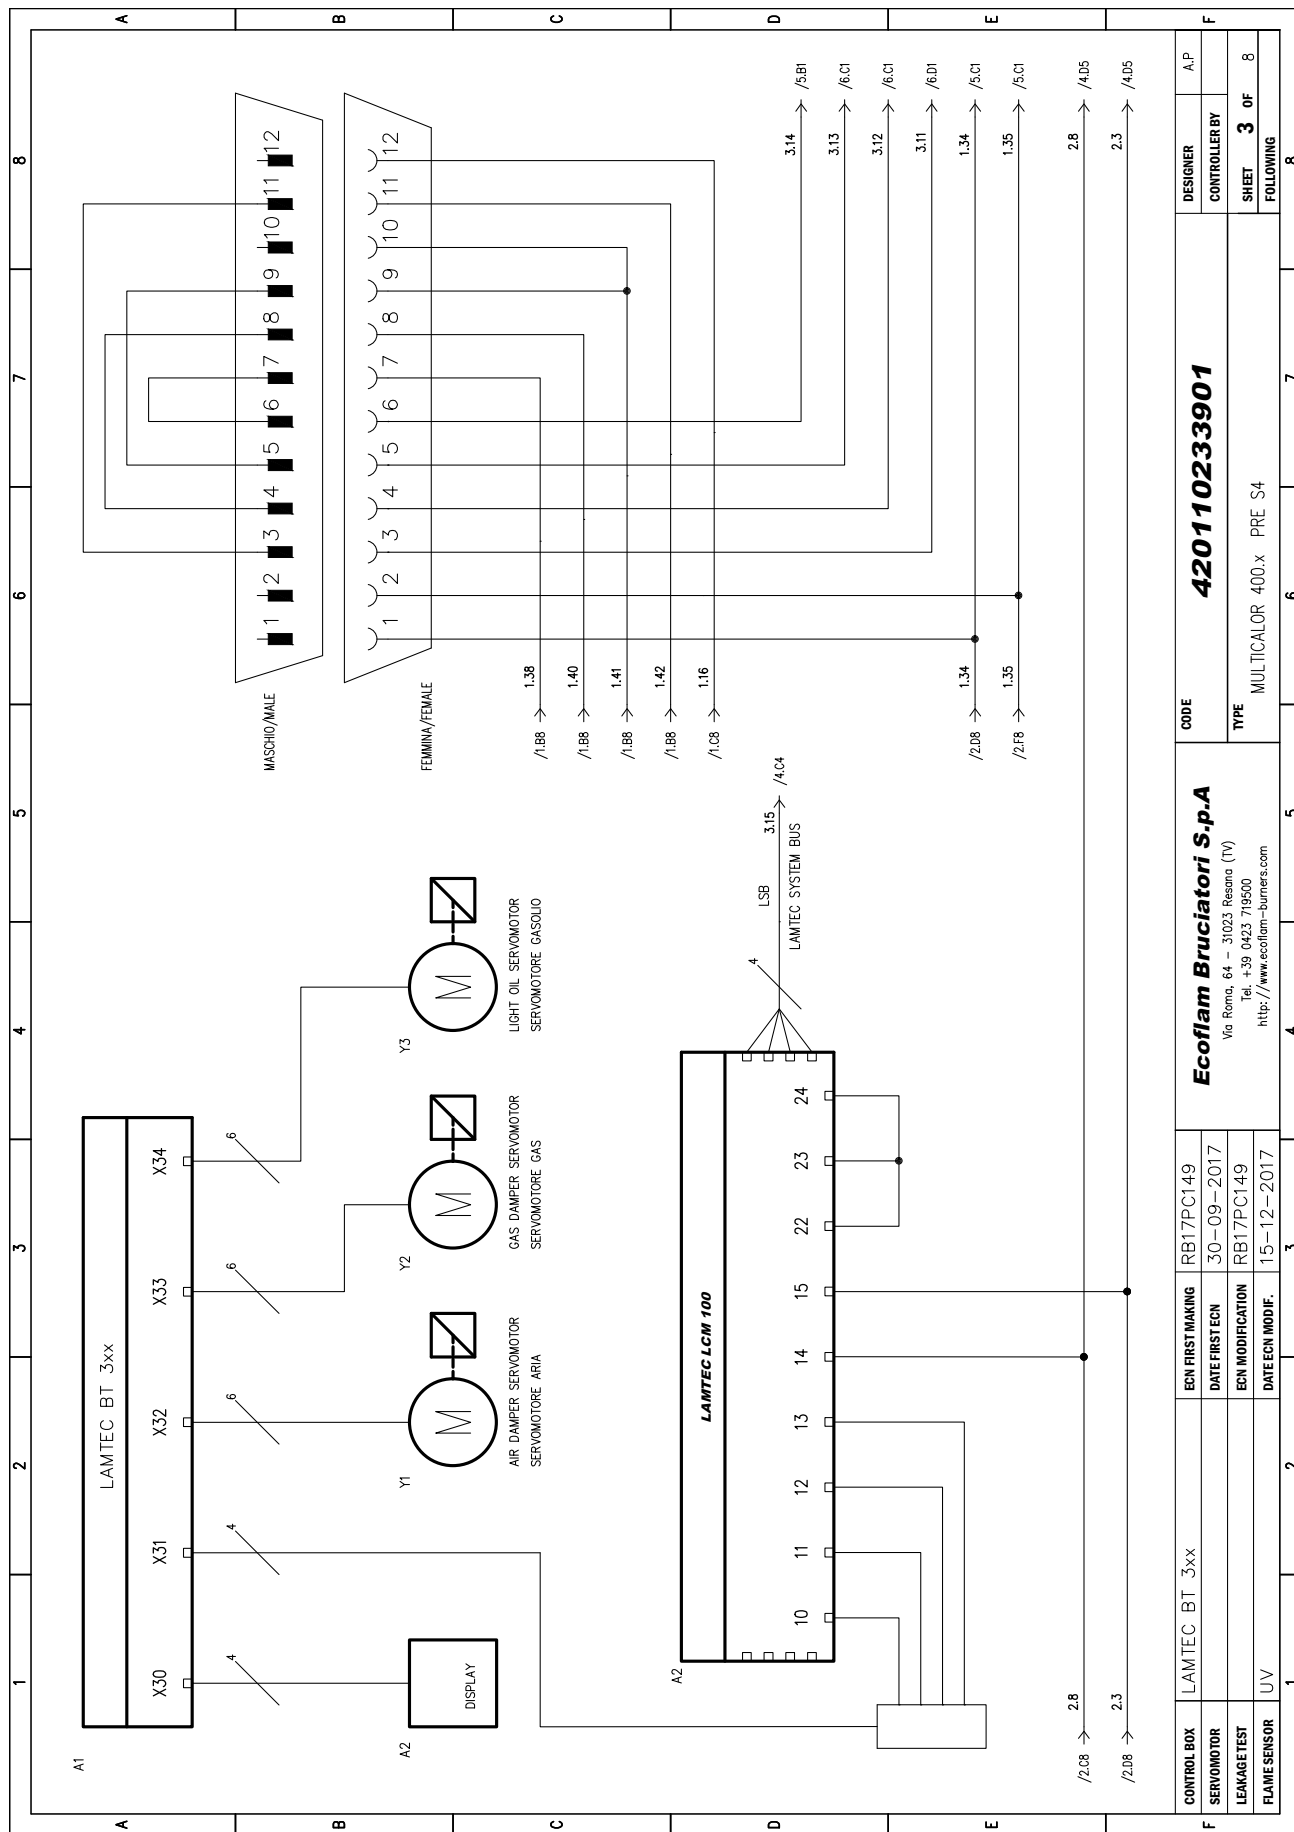 1 2 3 4 5 6 7 8
A
A1
LAMTEC BT 3xx
X30 X31 X32 X33 X34
4 4 6 6 6
A2
DISPLAY
Y1
M
AIR DAMPER SERVOMOTOR
SERVOMOTORE ARIA
Y2
M
GAS DAMPER SERVOMOTOR
SERVOMOTORE GAS
Y3
M
LIGHT OIL SERVOMOTOR
SERVOMOTORE GASOLIO
B
MASCHIO/MALE
1 2 3 4 5 6 7 8 9 10 11 12
FEMMINA/FEMALE
1 2 3 4 5 6 7 8 9 10 11 12
C
/1.B8 1.38
/1.B8 1.40
/1.B8 1.41
/1.B8 1.42
/1.C8 1.16
D
A2
LAMTEC LCM 100
10 11 12 13 14 15 22 23 24
4
LSB
3.15
/4.C4
LAMTEC SYSTEM BUS
3.14 /5.B1
3.13 /6.C1
3.12 /6.C1
3.11 /6.D1
E
/2.D8 1.34 1.34 /5.C1
/2.F8 1.35 1.35 /5.C1
/2.C8 2.8 2.8 /4.D5
/2.D8 2.3 2.3 /4.D5
F
CONTROL BOX LAMTEC BT 3xx
SERVOMOTOR
LEAKAGE TEST
FLAME SENSOR UV
ECN FIRST MAKING RB17PC149
DATE FIRST ECN 30-09-2017
ECN MODIFICATION RB17PC149
DATE ECN MODIF. 15-12-2017
Ecoflam Bruciatori S.p.A
Via Roma, 64 - 31023 Resana (TV)
Tel. +39 0423 719500
http://www.ecoflam-burners.com
CODE
420110233901
TYPE
MULTICALOR 400.x PRE S4
DESIGNER A.P
CONTROLLER BY
SHEET 3 OF 8
FOLLOWING
1 2 3 4 5 6 7 8
A B C D E F